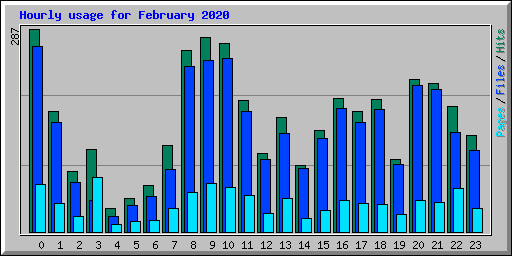 Hourly usage for February 2020
287
Pages/Files/Hits
0 1 2 3 4 5 6 7 8 9 10 11 12 13 14 15 16 17 18 19 20 21 22 23